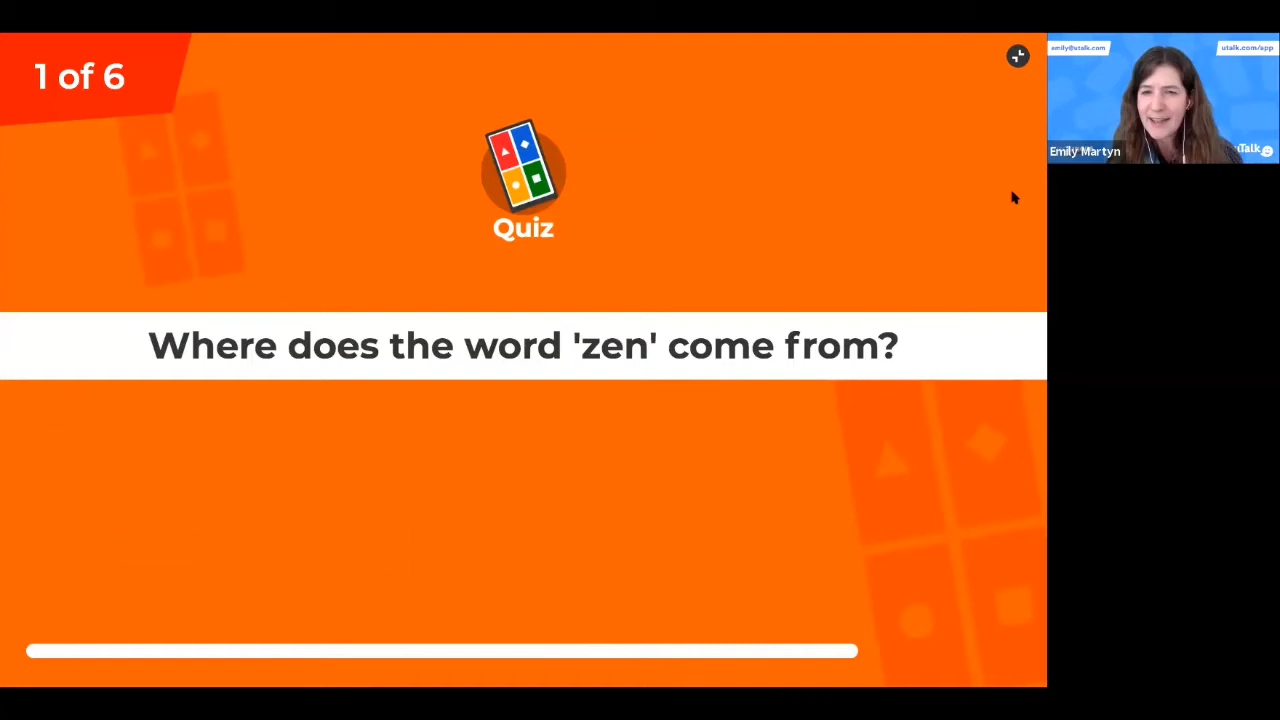 1 of 6
emily@utalk.com
utalk.com/app
Quiz
Emily Martyn
uTalk
Where does the word 'zen' come from?